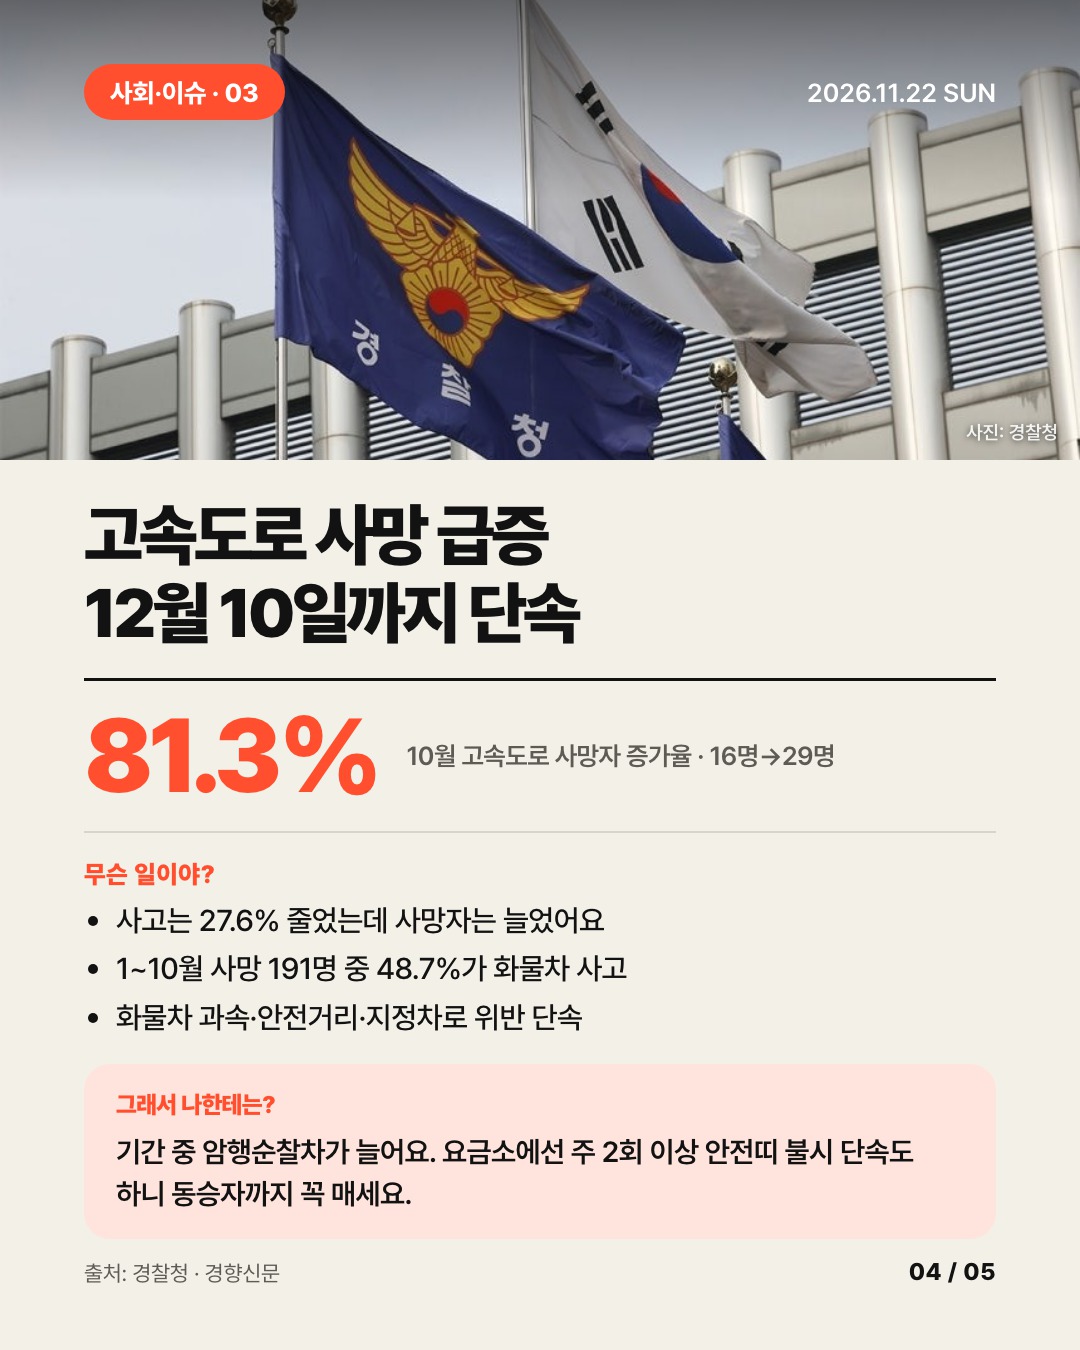 사회·이슈 · 03
2026.11.22 SUN
경찰청
사진: 경찰청
고속도로 사망 급증
12월 10일까지 단속
81.3%
10월 고속도로 사망자 증가율 · 16명→29명
무슨 일이야?
• 사고는 27.6% 줄었는데 사망자는 늘었어요
• 1~10월 사망 191명 중 48.7%가 화물차 사고
• 화물차 과속·안전거리·지정차로 위반 단속
그래서 나한테는?
기간 중 암행순찰차가 늘어요. 요금소에선 주 2회 이상 안전띠 불시 단속도
하니 동승자까지 꼭 매세요.
출처: 경찰청 · 경향신문
04 / 05